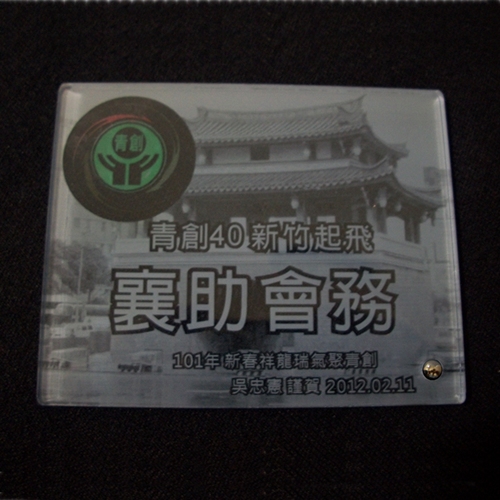 青創
青創40 新竹起飛
襄助會務
101年 新春祥龍瑞氣聚青創
吳忠憲 謹賀 2012.02.11